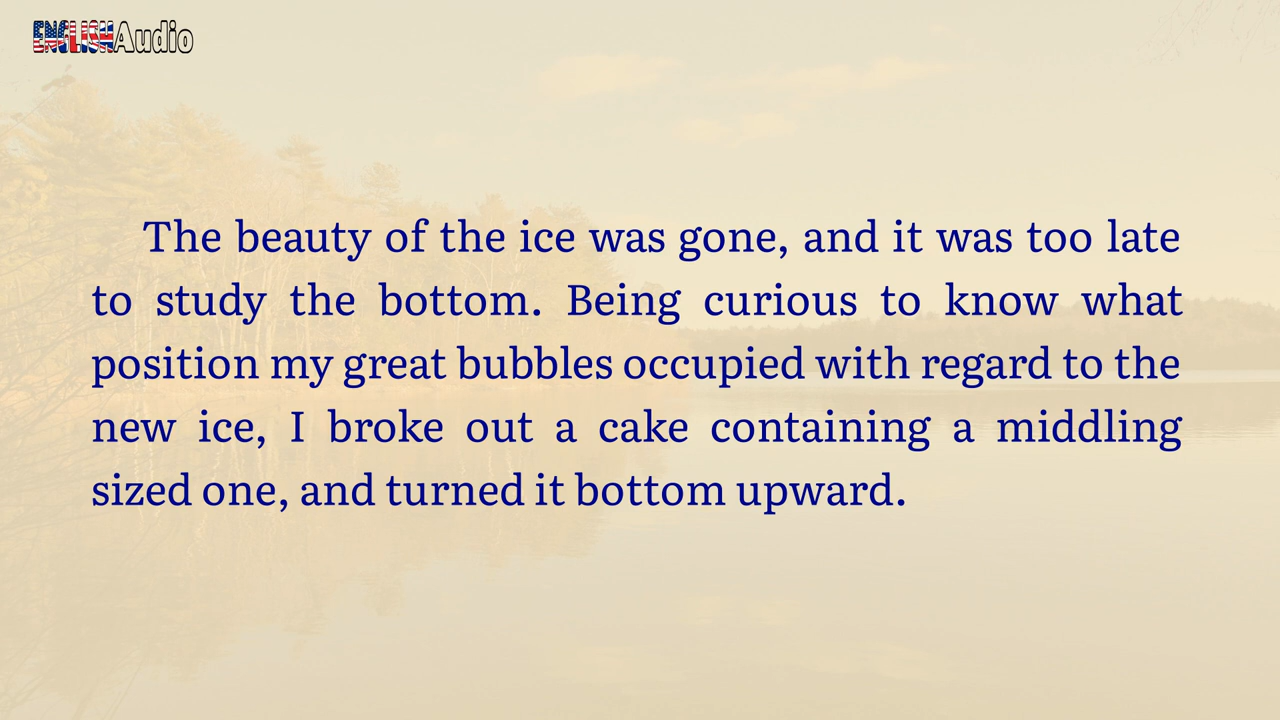 ENGLISHAudio
The beauty of the ice was gone, and it was too late
to study the bottom. Being curious to know what
position my great bubbles occupied with regard to the
new ice, I broke out a cake containing a middling
sized one, and turned it bottom upward.